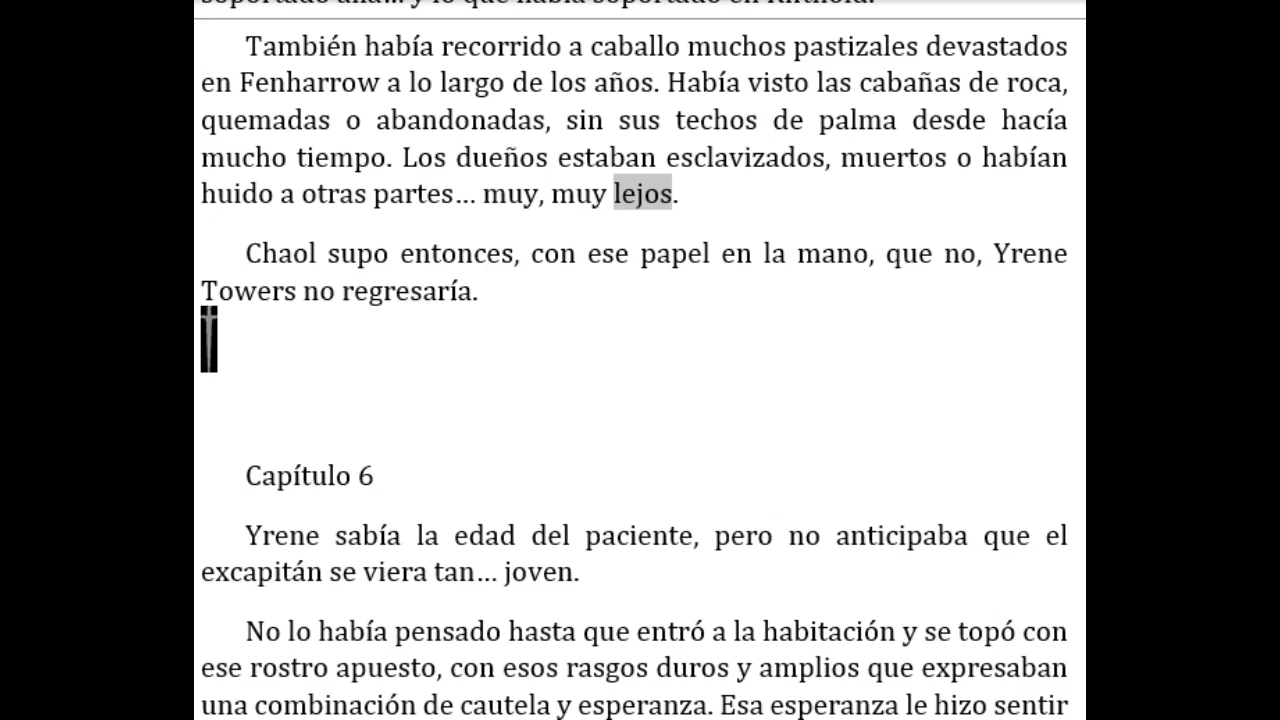 También había recorrido a caballo muchos pastizales devastados
en Fenharrow a lo largo de los años. Había visto las cabañas de roca,
quemadas o abandonadas, sin sus techos de palma desde hacía
mucho tiempo. Los dueños estaban esclavizados, muertos o habían
huido a otras partes... muy, muy lejos.
Chaol supo entonces, con ese papel en la mano, que no, Yrene
Towers no regresaría.
Capítulo 6
Yrene sabía la edad del paciente, pero no anticipaba que el
excapitán se viera tan... joven.
No lo había pensado hasta que entró a la habitación y se topó con
ese rostro apuesto, con esos rasgos duros y amplios que expresaban
una combinación de cautela y esperanza. Esa esperanza le hizo sentir